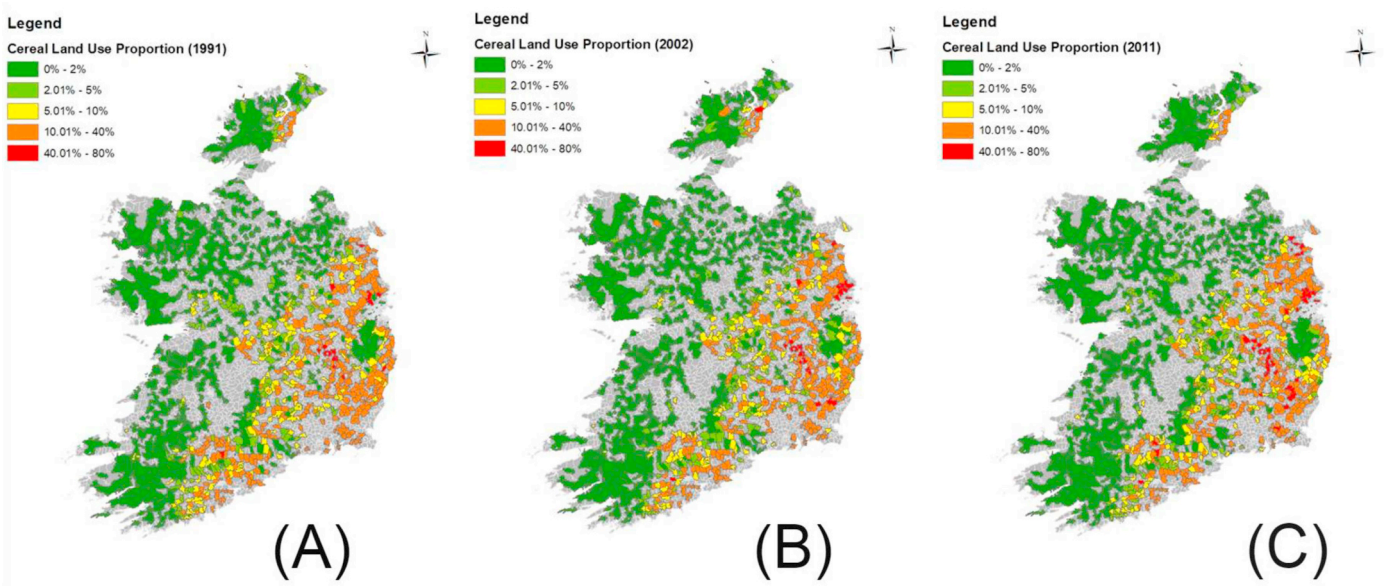 Legend
Cereal Land Use Proportion (1991)
0% - 2%
2.01% - 5%
5.01% - 10%
10.01% - 40%
40.01% - 80%
N
(A)
Legend
Cereal Land Use Proportion (2002)
0% - 2%
2.01% - 5%
5.01% - 10%
10.01% - 40%
40.01% - 80%
N
(B)
Legend
Cereal Land Use Proportion (2011)
0% - 2%
2.01% - 5%
5.01% - 10%
10.01% - 40%
40.01% - 80%
N
(C)